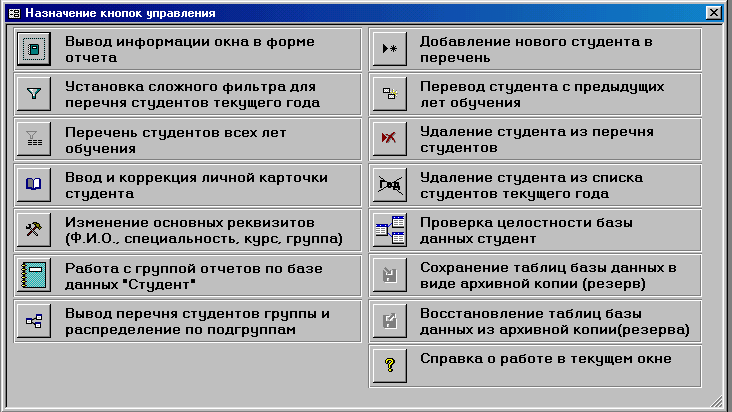 Назначение кнопок управления
Вывод информации окна в форме
отчета
Установка сложного фильтра для
перечня студентов текущего года
Перечень студентов всех лет
обучения
Ввод и коррекция личной карточки
студента
Изменение основных реквизитов
(Ф.И.О., специальность, курс, группа)
Работа с группой отчетов по базе
данных "Студент"
Вывод перечня студентов группы и
распределение по подгруппам
Добавление нового студента в
перечень
Перевод студента с предыдущих
лет обучения
Удаление студента из перечня
студентов
Год
Удаление студента из списка
студентов текущего года
Проверка целостности базы
данных студент
Сохранение таблиц базы данных в
виде архивной копии (резерв)
Восстановление таблиц базы
данных из архивной копии(резерва)
Справка о работе в текущем окне